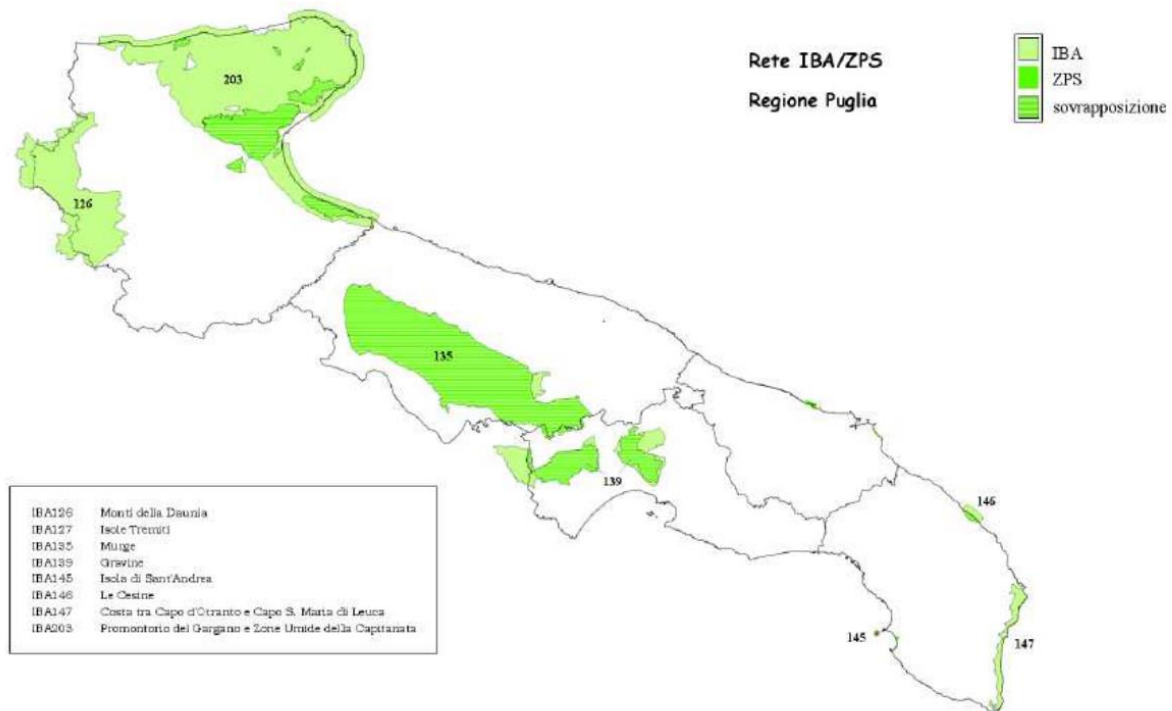 Rete IBA/ZPS
Regione Puglia
IBA
ZPS
sovrapposizione
203
126
135
139
146
145
147
IBA126 Monti della Daunia
IBA127 Isole Tremiti
IBA135 Murge
IBA139 Gravine
IBA145 Isola di Sant'Andrea
IBA146 Le Cesine
IBA147 Costa tra Capo d'Otranto e Capo S. Maria di Leuca
IBA203 Promontorio del Gargano e Zone Umide della Capitanata